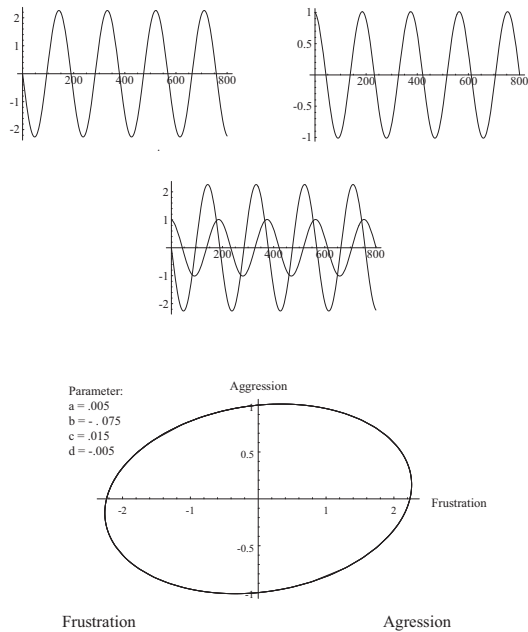 2
1
200 400 600 800
-1
-2
1
0.5
200 400 600 800
-0.5
-1
2
1
200 400 600 800
-1
-2
Parameter:
a = .005
b = - . 075
c = .015
d = -.005
Aggression
1
0.5
-2 -1 1 2
Frustration
-0.5
-1
Frustration Agression